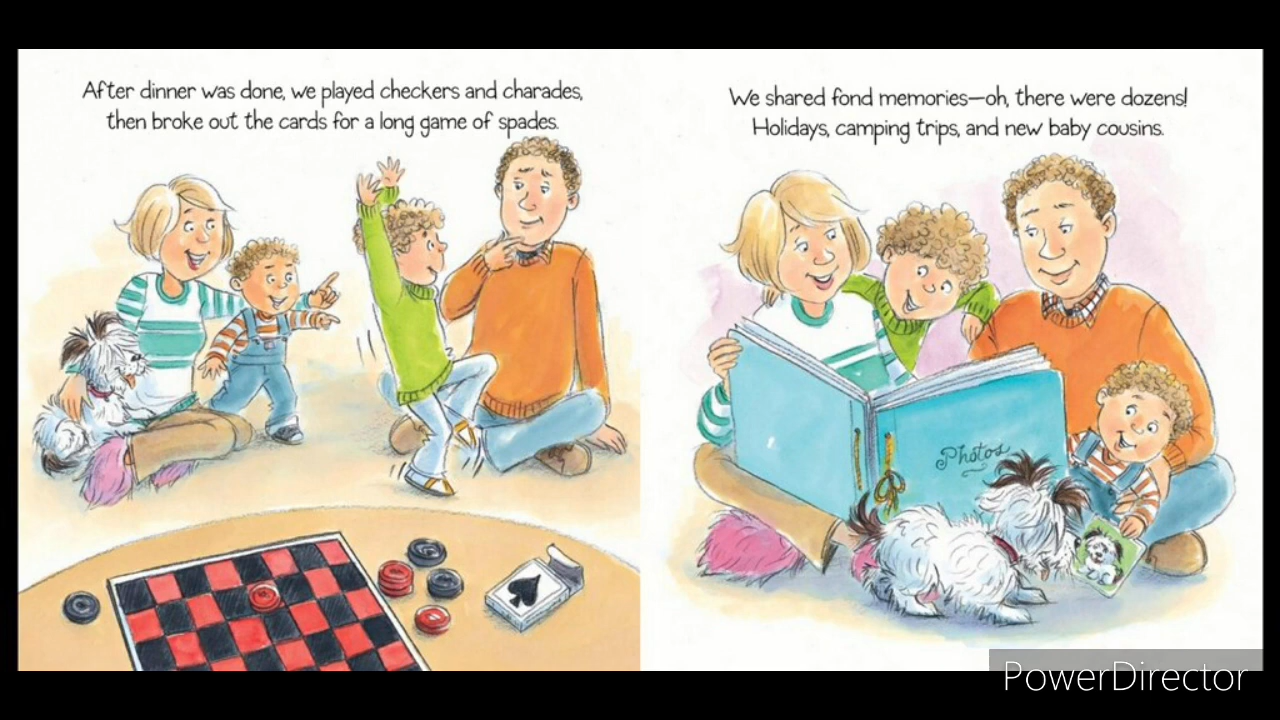 After dinner was done, we played checkers and charades,
then broke out the cards for a long game of spades.
We shared fond memories—oh, there were dozens!
Holidays, camping trips, and new baby cousins.
Photos
PowerDirector